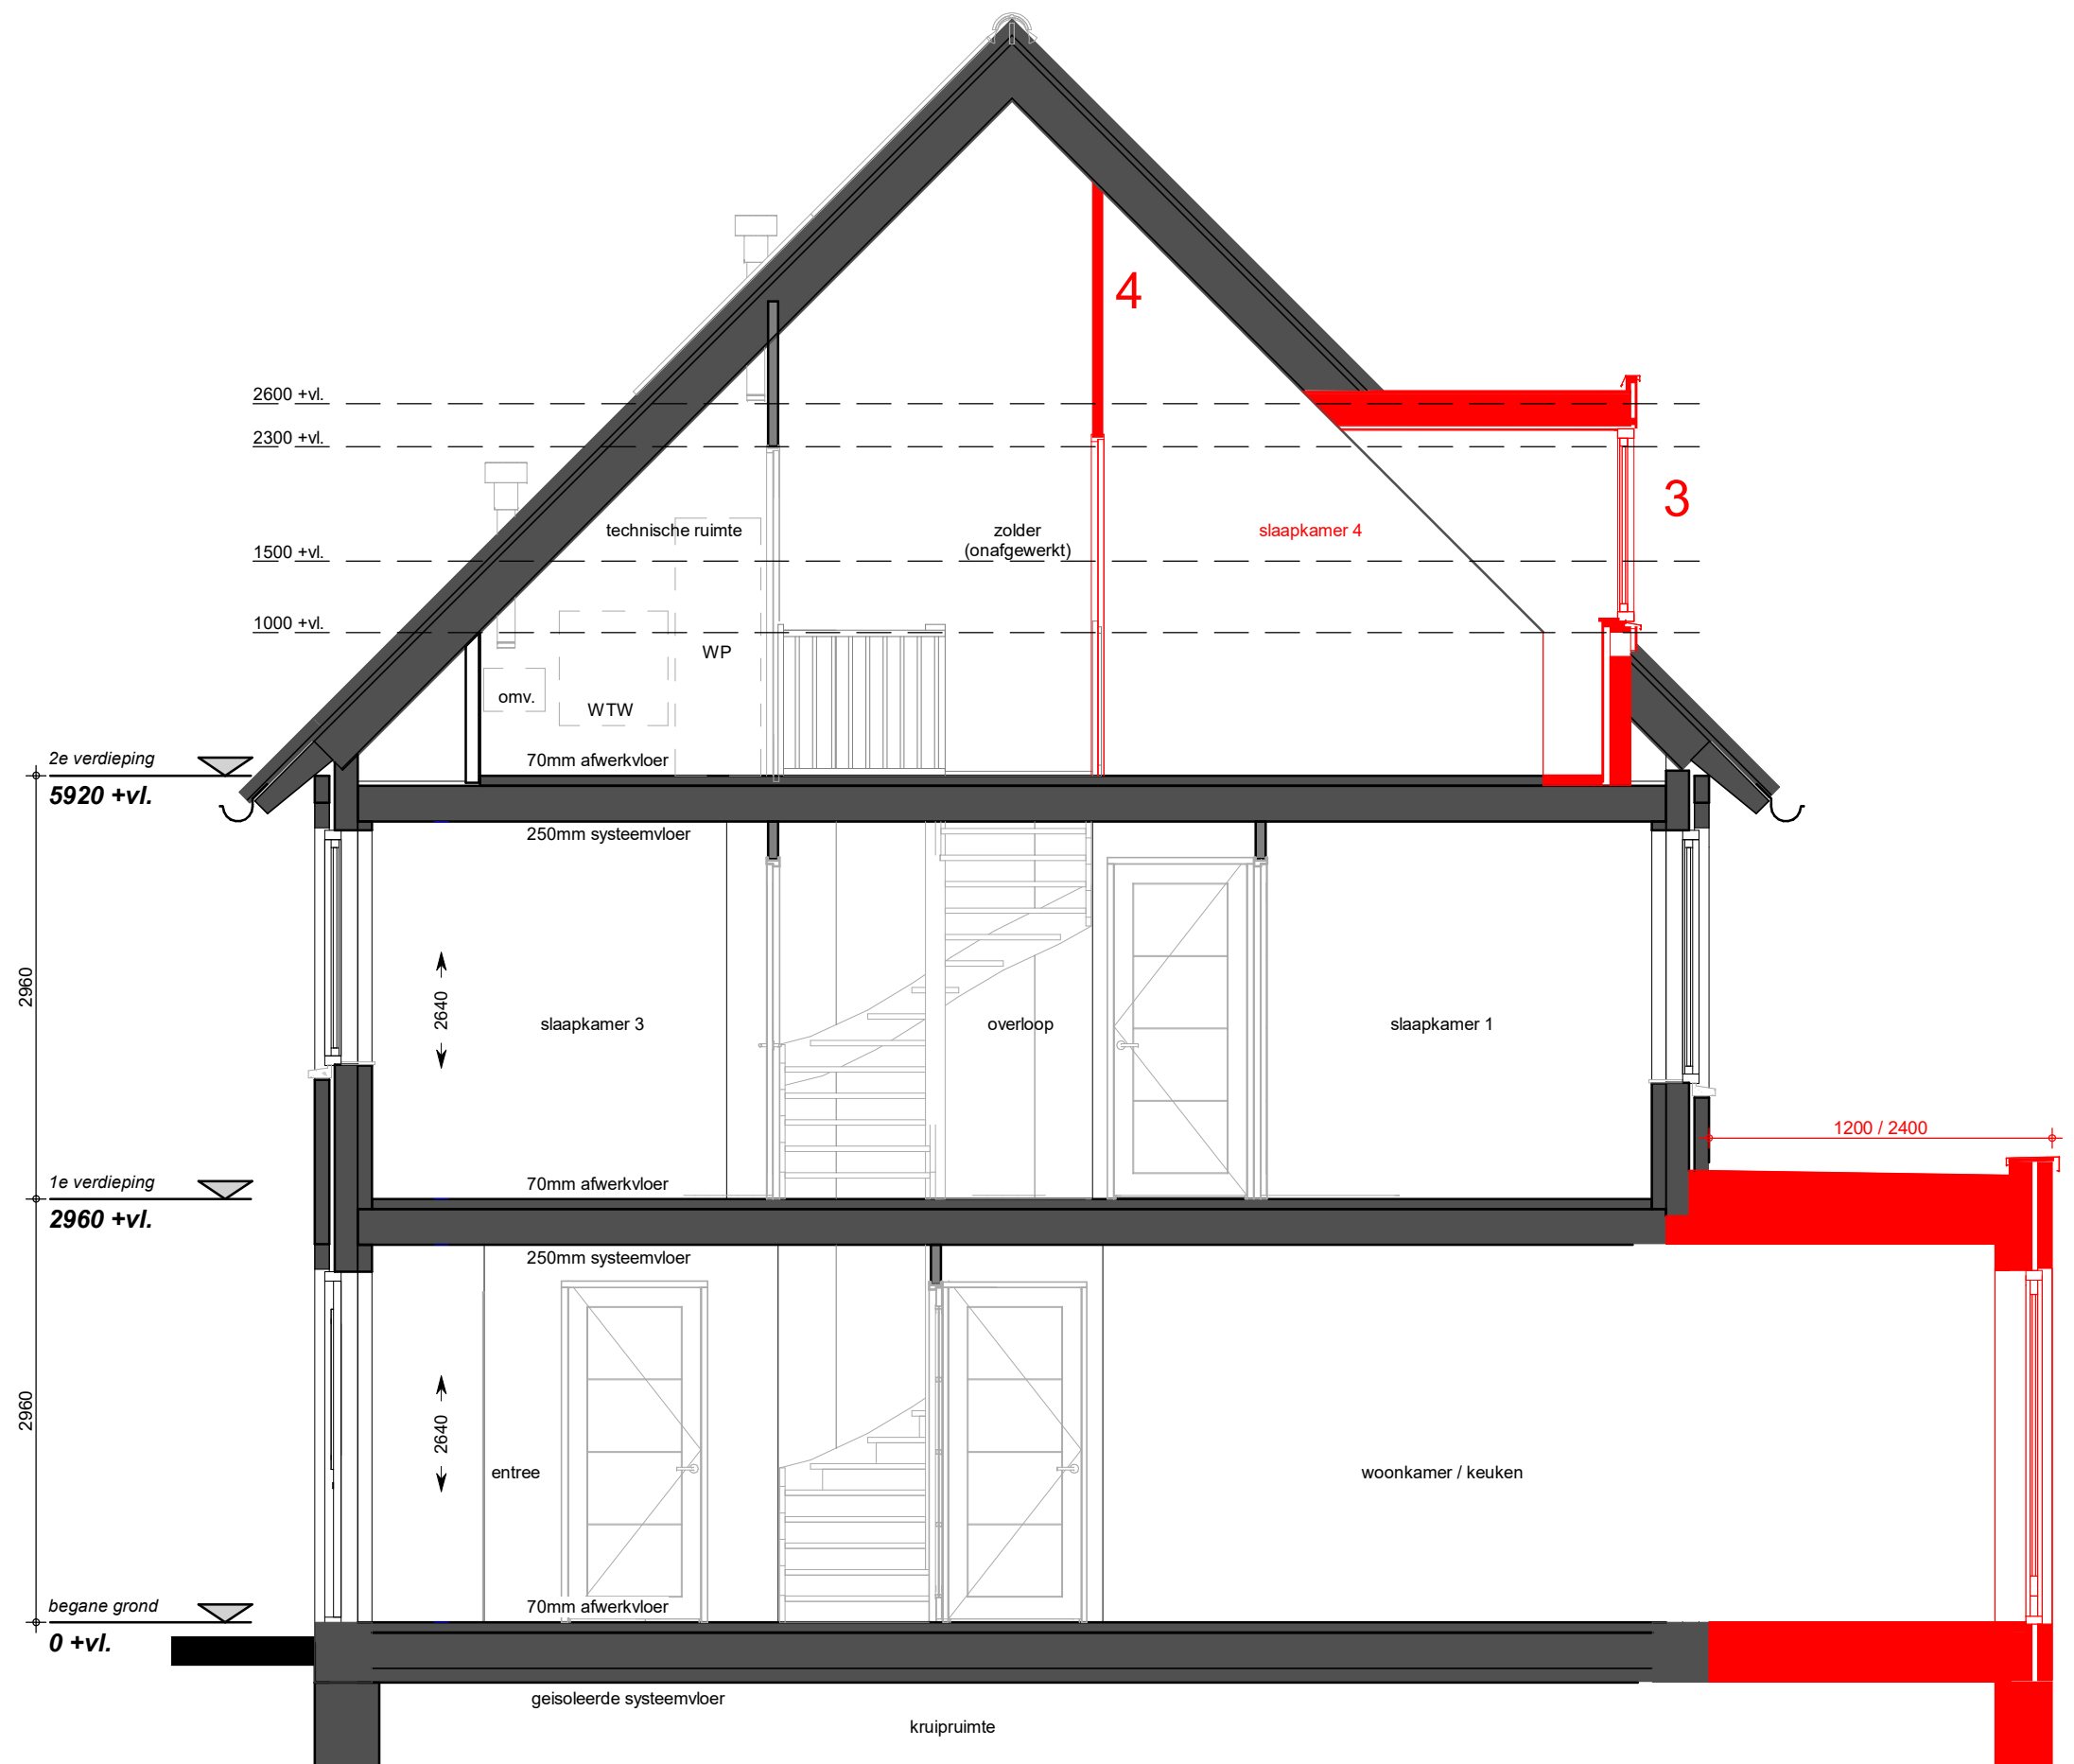 4
2600 +vl.
2300 +vl.
3
technische ruimte
zolder
(onafgewerkt)
slaapkamer 4
1500 +vl.
1000 +vl.
WP
omv.
WTW
2e verdieping
5920 +vl.
70mm afwerkvloer
250mm systeemvloer
2960
2640
slaapkamer 3
overloop
slaapkamer 1
1200 / 2400
1e verdieping
2960 +vl.
70mm afwerkvloer
250mm systeemvloer
2960
2640
entree
woonkamer / keuken
begane grond
0 +vl.
70mm afwerkvloer
geisoleerde systeemvloer
kruipruimte